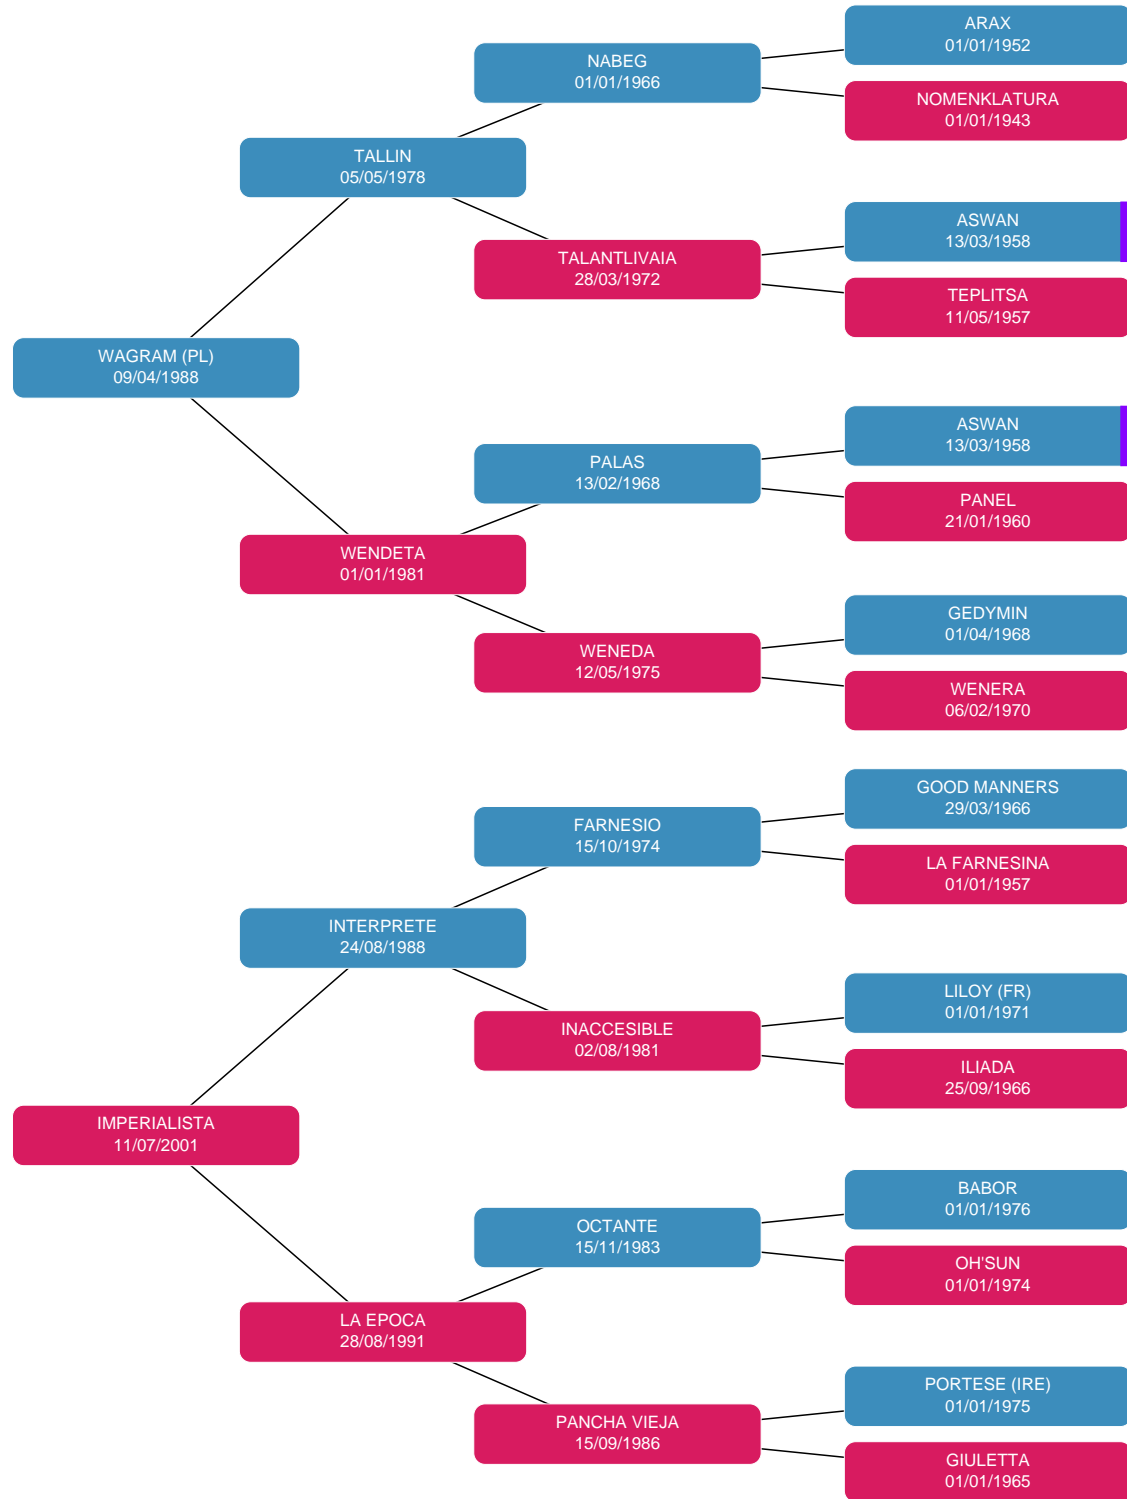 ARAX
01/01/1952
NABEG
01/01/1966
NOMENKLATURA
01/01/1943
TALLIN
05/05/1978
ASWAN
13/03/1958
TALANTLIVAIA
28/03/1972
TEPLITSA
11/05/1957
WAGRAM (PL)
09/04/1988
ASWAN
13/03/1958
PALAS
13/02/1968
PANEL
21/01/1960
WENDETA
01/01/1981
GEDYMIN
01/04/1968
WENEDA
12/05/1975
WENERA
06/02/1970
GOOD MANNERS
29/03/1966
FARNESIO
15/10/1974
LA FARNESINA
01/01/1957
INTERPRETE
24/08/1988
LILOY (FR)
01/01/1971
INACCESIBLE
02/08/1981
ILIADA
25/09/1966
IMPERIALISTA
11/07/2001
BABOR
01/01/1976
OCTANTE
15/11/1983
OH'SUN
01/01/1974
LA EPOCA
28/08/1991
PORTESE (IRE)
01/01/1975
PANCHA VIEJA
15/09/1986
GIULETTA
01/01/1965